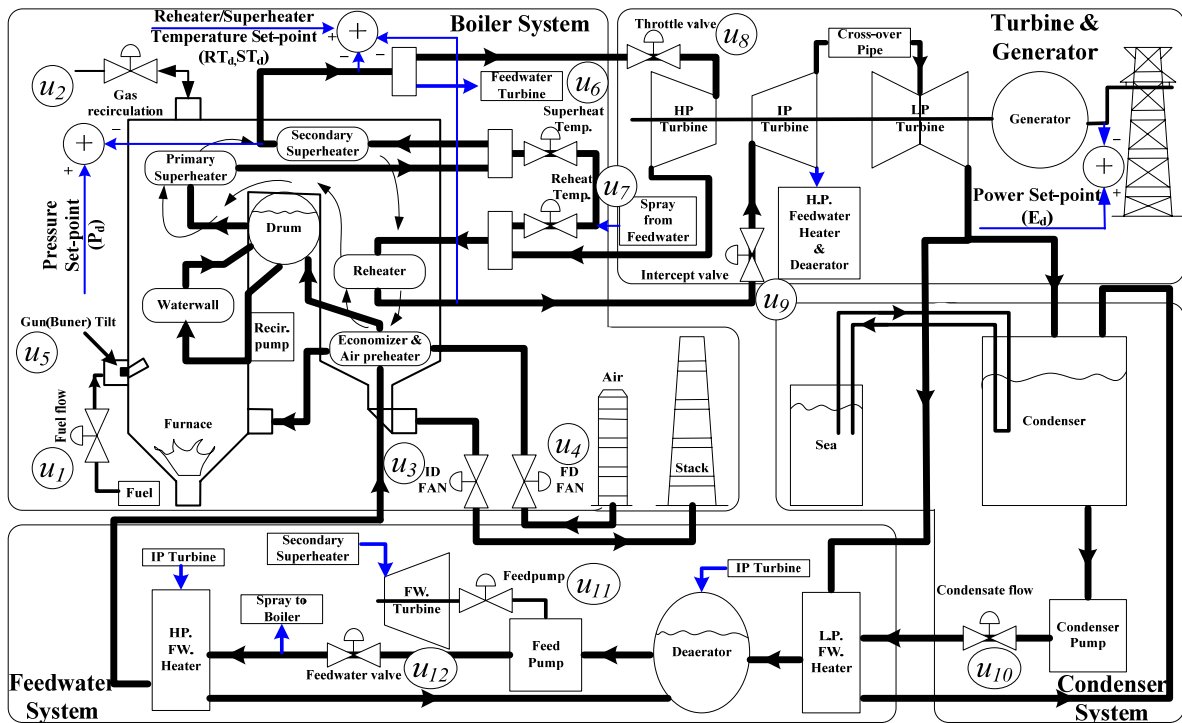 Reheater/Superheater
Temperature Set-point
(RTd,STd)
+
-
-
Boiler System
Throttle valve
u8
Cross-over
Pipe
Turbine &
Generator
u2
Gas
recirculation
Feedwater
Turbine
u6
Superheat
Temp.
HP
Turbine
IP
Turbine
LP
Turbine
Generator
-
+
-
+
Secondary
Superheater
Primary
Superheater
Reheat
Temp.
u7
Spray
from
Feedwater
H.P.
Feedwater
Heater
&
Deaerator
Power Set-point
(Ed)
Pressure
Set-point
(Pd)
Drum
Reheater
Intercept valve
u9
Waterwall
Recir.
pump
Gun(Buner) Tilt
u5
Economizer &
Air preheater
Air
Sea
Condenser
Fuel flow
u1
Furnace
Fuel
u3
ID
FAN
u4
FD
FAN
Stack
IP Turbine
Secondary
Superheater
FW.
Turbine
Feedpump
u11
IP Turbine
Condensate flow
Spray to
Boiler
HP.
FW.
Heater
Feedwater valve
u12
Feed
Pump
Deaerator
L.P.
FW.
Heater
u10
Condenser
Pump
Feedwater
System
Condenser
System